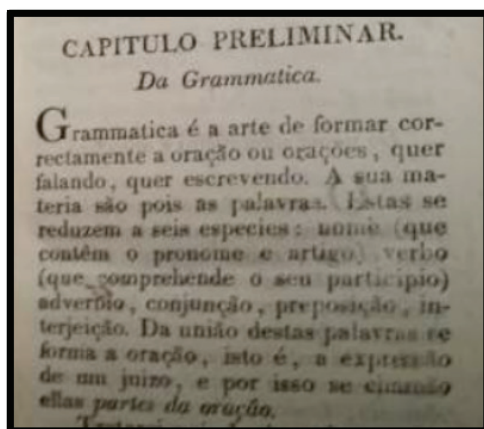 CAPITULO PRELIMINAR.
Da Grammatica.
Grammatica é a arte de formar cor-
rectamente a oração ou orações, quer
falando, quer escrevendo. A sua ma-
teria são pois as palavras. Estas se
reduzem a seis especies: nome (que
contêm o pronome e artigo) verbo
(que comprehende o seu participio)
adverbio, conjunção, preposição, in-
terjeição. Da união destas palavras se
forma a oração, isto é, a expressão
de um juizo, e por isso se chamão
ellas partes da oração.